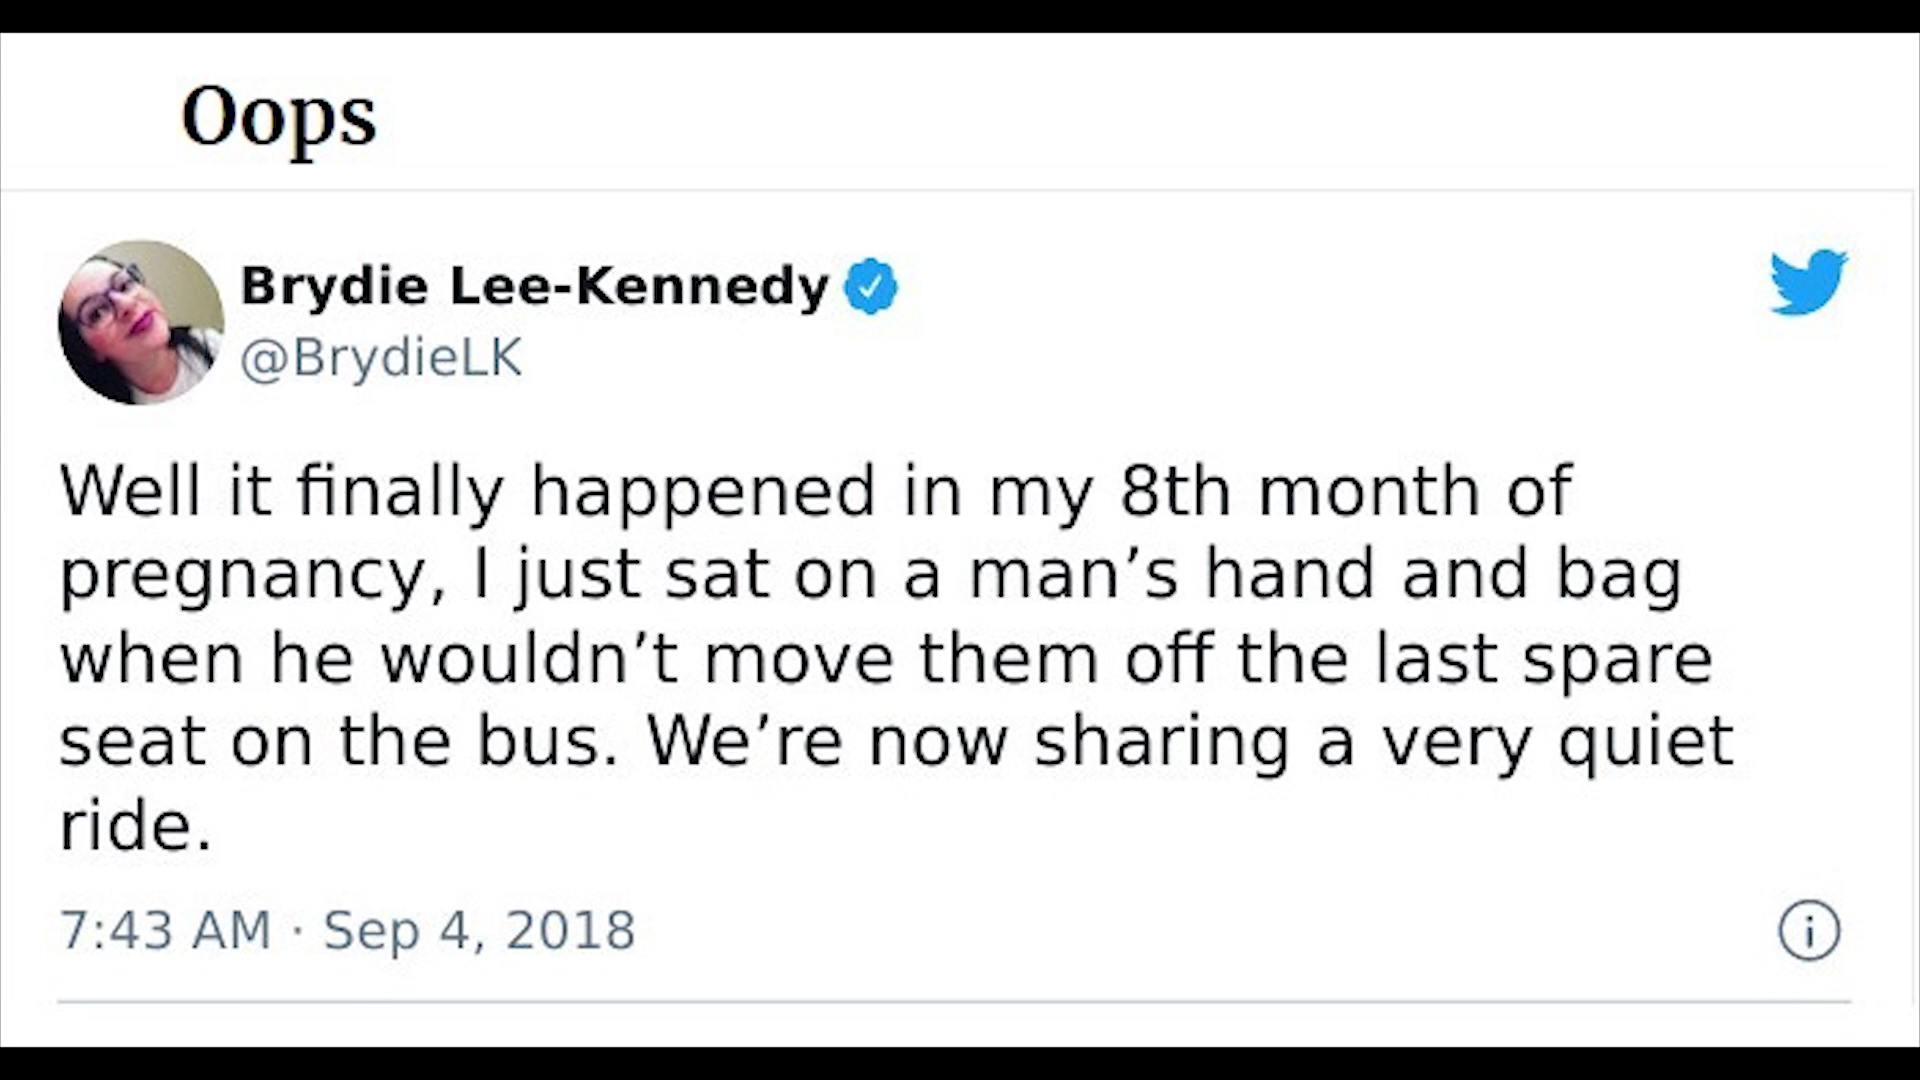 Oops
Brydie Lee-Kennedy
@BrydieLK
Well it finally happened in my 8th month of
pregnancy, I just sat on a man’s hand and bag
when he wouldn’t move them off the last spare
seat on the bus. We’re now sharing a very quiet
ride.
7:43 AM · Sep 4, 2018